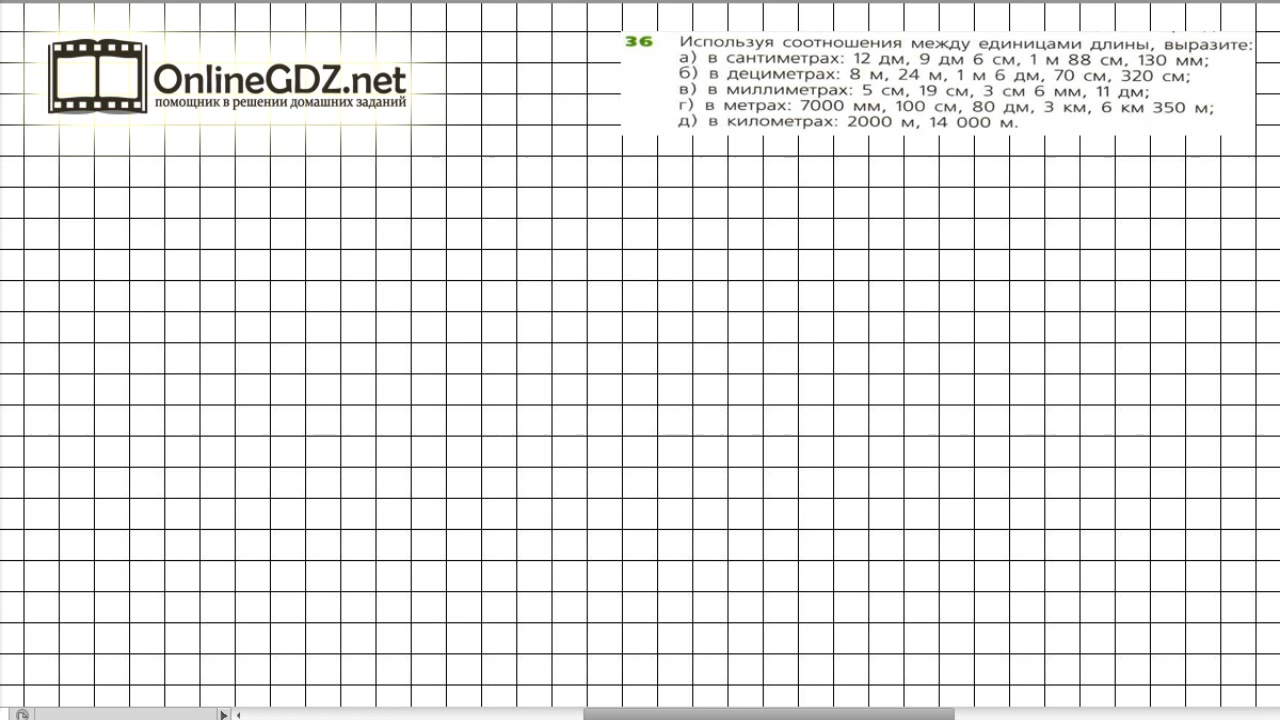 OnlineGDZ.net
помощник в решении домашних заданий
36 Используя соотношения между единицами длины, выразите:
а) в сантиметрах: 12 дм, 9 дм 6 см, 1 м 88 см, 130 мм;
б) в дециметрах: 8 м, 24 м, 1 м 6 дм, 70 см, 320 см;
в) в миллиметрах: 5 см, 19 см, 3 см 6 мм, 11 дм;
г) в метрах: 7000 мм, 100 см, 80 дм, 3 км, 6 км 350 м;
д) в километрах: 2000 м, 14 000 м.